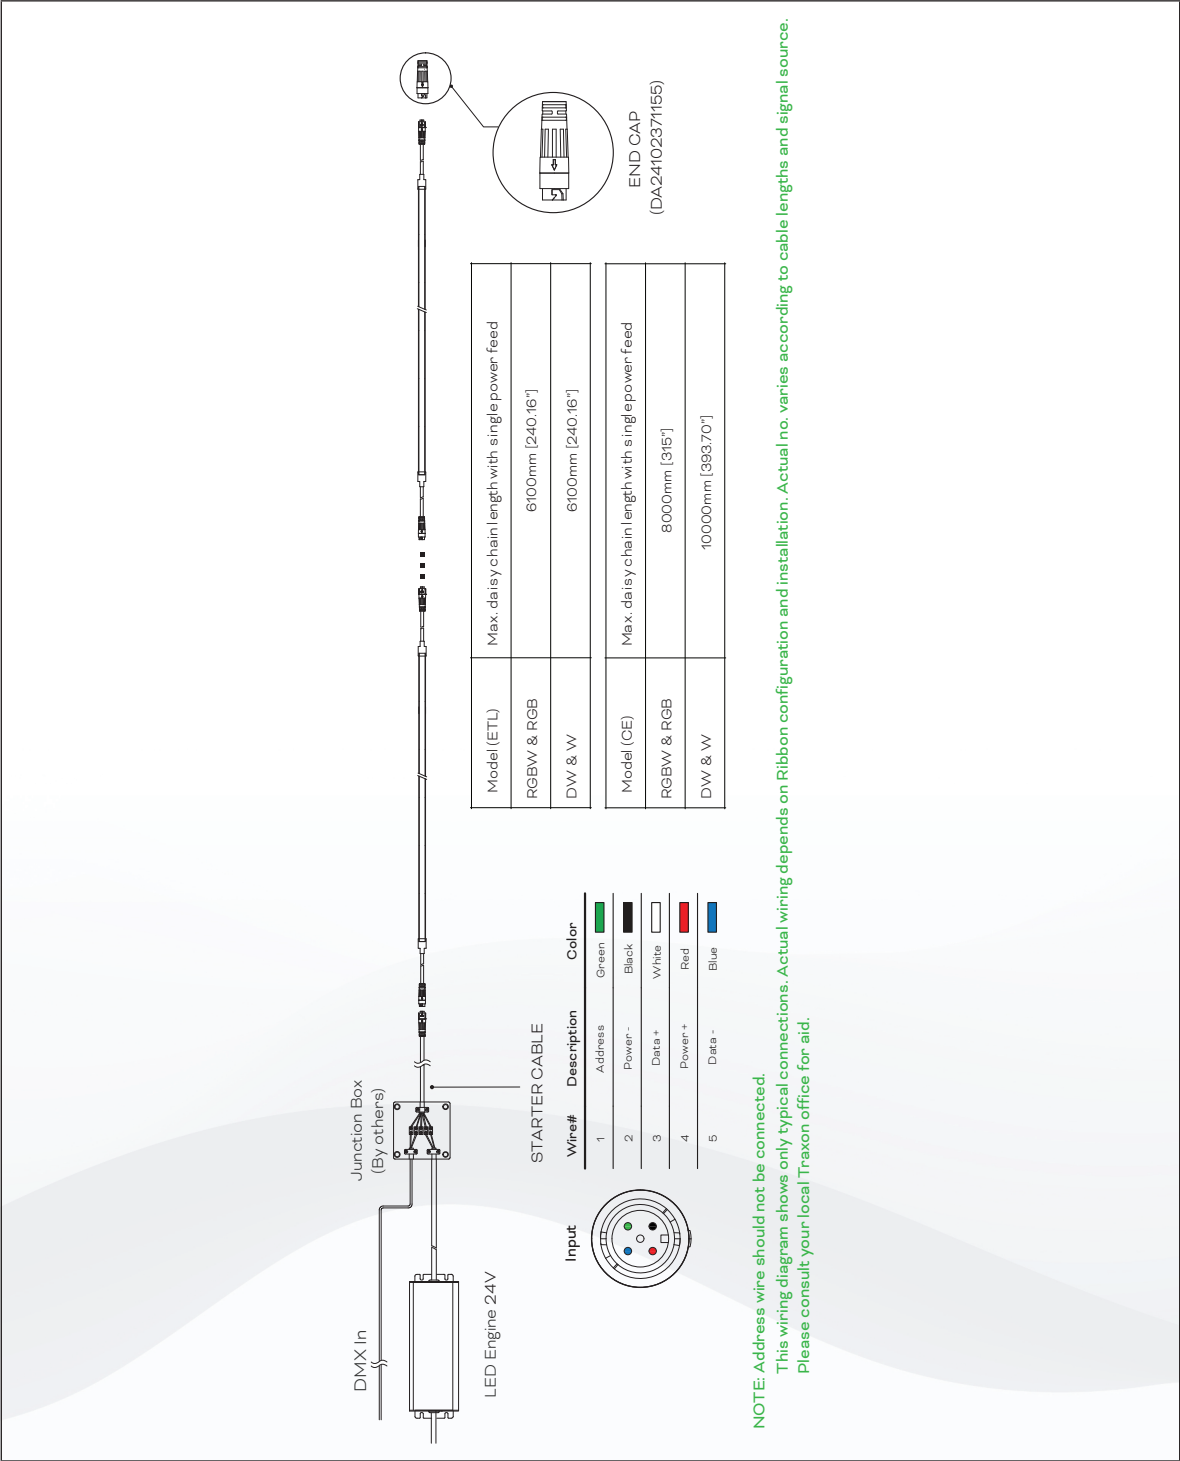 DMX In
LED Engine 24V
Junction Box
(By others)
STARTER CABLE
END CAP
(DA24102371155)
Model (ETL) Max. daisy chain length with single power feed
RGBW & RGB 6100mm [240.16"]
DW & W 6100mm [240.16"]
Model (CE) Max. daisy chain length with single power feed
RGBW & RGB 8000mm [315"]
DW & W 10000mm [393.70"]
Input Wire# Description Color
1 Address Green
2 Power - Black
3 Data + White
4 Power + Red
5 Data - Blue
NOTE: Address wire should not be connected.
This wiring diagram shows only typical connections. Actual wiring depends on Ribbon configuration and installation. Actual no. varies according to cable lengths and signal source.
Please consult your local Traxon office for aid.